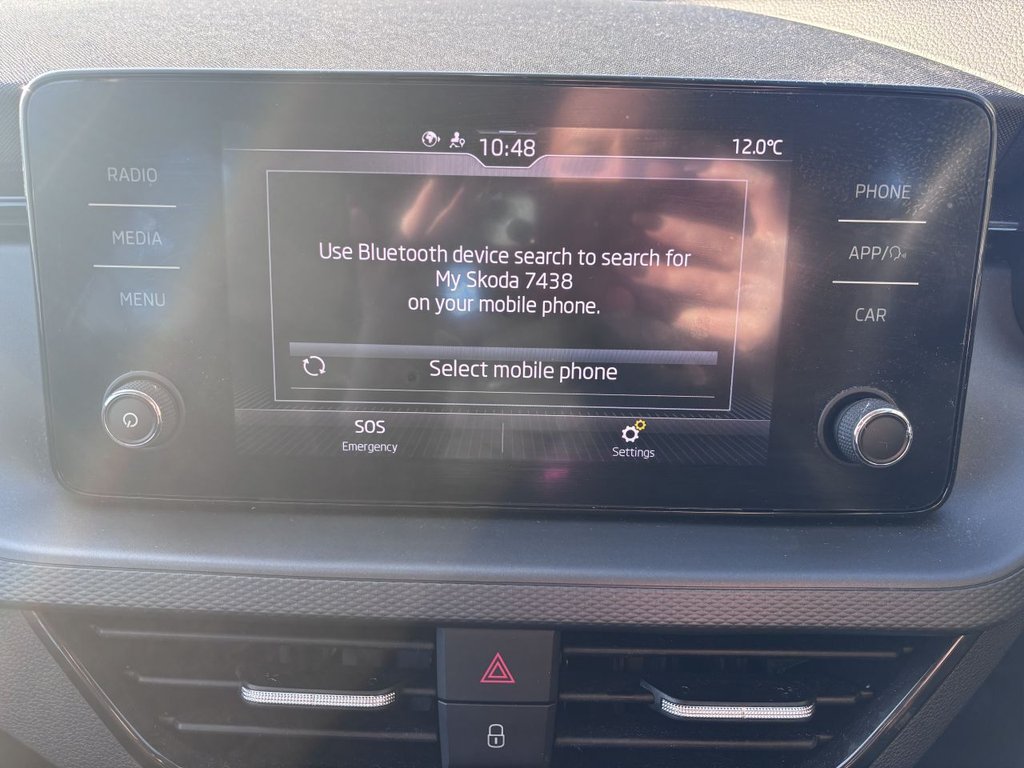 10:48
12.0°C
RADIO
MEDIA
MENU
Use Bluetooth device search to search for
My Skoda 7438
on your mobile phone.
Select mobile phone
SOS
Emergency
Settings
PHONE
APP/
CAR